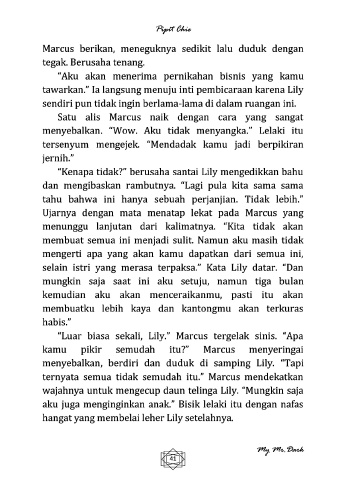 Pipit Chie
Marcus berikan, meneguknya sedikit lalu duduk dengan
tegak. Berusaha tenang.
“Aku akan menerima pernikahan bisnis yang kamu
tawarkan.” Ia langsung menuju inti pembicaraan karena Lily
sendiri pun tidak ingin berlama-lama di dalam ruangan ini.
Satu alis Marcus naik dengan cara yang sangat
menyebalkan. “Wow. Aku tidak menyangka.” Lelaki itu
tersenyum mengejek. “Mendadak kamu jadi berpikiran
jernih.”
“Kenapa tidak?” berusaha santai Lily mengedikkan bahu
dan mengibaskan rambutnya. “Lagi pula kita sama sama
tahu bahwa ini hanya sebuah perjanjian. Tidak lebih.”
Ujarnya dengan mata menatap lekat pada Marcus yang
menunggu lanjutan dari kalimatnya. “Kita tidak akan
membuat semua ini menjadi sulit. Namun aku masih tidak
mengerti apa yang akan kamu dapatkan dari semua ini,
selain istri yang merasa terpaksa.” Kata Lily datar. “Dan
mungkin saja saat ini aku setuju, namun tiga bulan
kemudian aku akan menceraikanmu, pasti itu akan
membuatku lebih kaya dan kantongmu akan terkuras
habis.”
“Luar biasa sekali, Lily.” Marcus tergelak sinis. “Apa
kamu pikir semudah itu?” Marcus menyeringai
menyebalkan, berdiri dan duduk di samping Lily. “Tapi
ternyata semua tidak semudah itu.” Marcus mendekatkan
wajahnya untuk mengecup daun telinga Lily. “Mungkin saja
aku juga menginginkan anak.” Bisik lelaki itu dengan nafas
hangat yang membelai leher Lily setelahnya.
My Mr. Dark
41